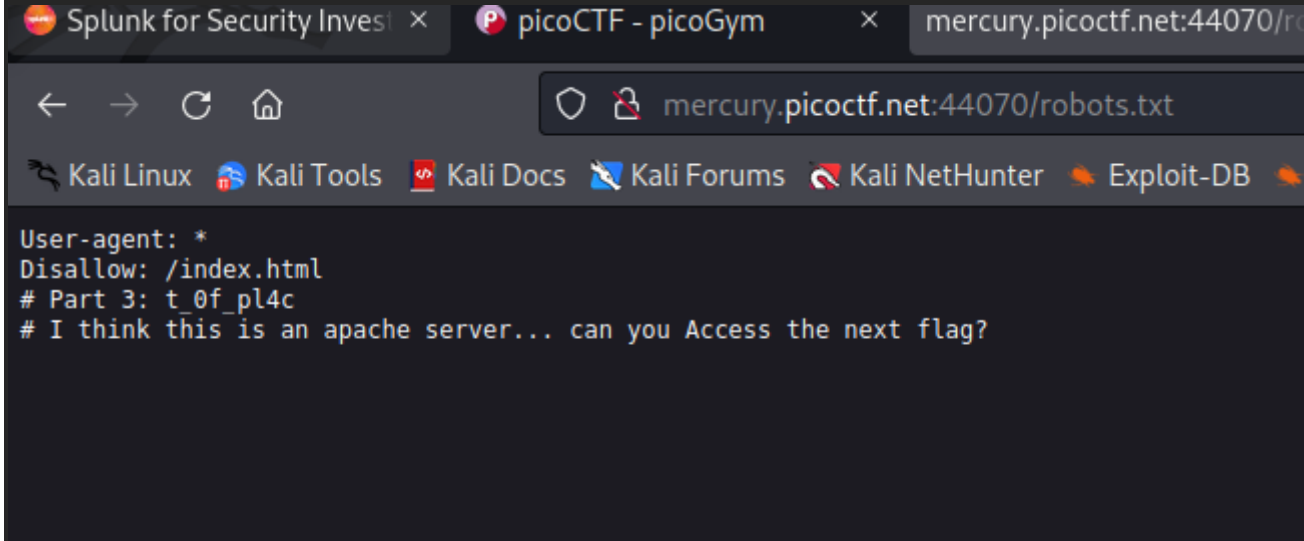 Splunk for Security Invest
picoCTF - picoGym
mercury.picoctf.net:44070/ro
mercury.picoctf.net:44070/robots.txt
Kali Linux Kali Tools Kali Docs Kali Forums Kali NetHunter Exploit-DB
User-agent: *
Disallow: /index.html
# Part 3: t_0f_pl4c
# I think this is an apache server... can you Access the next flag?